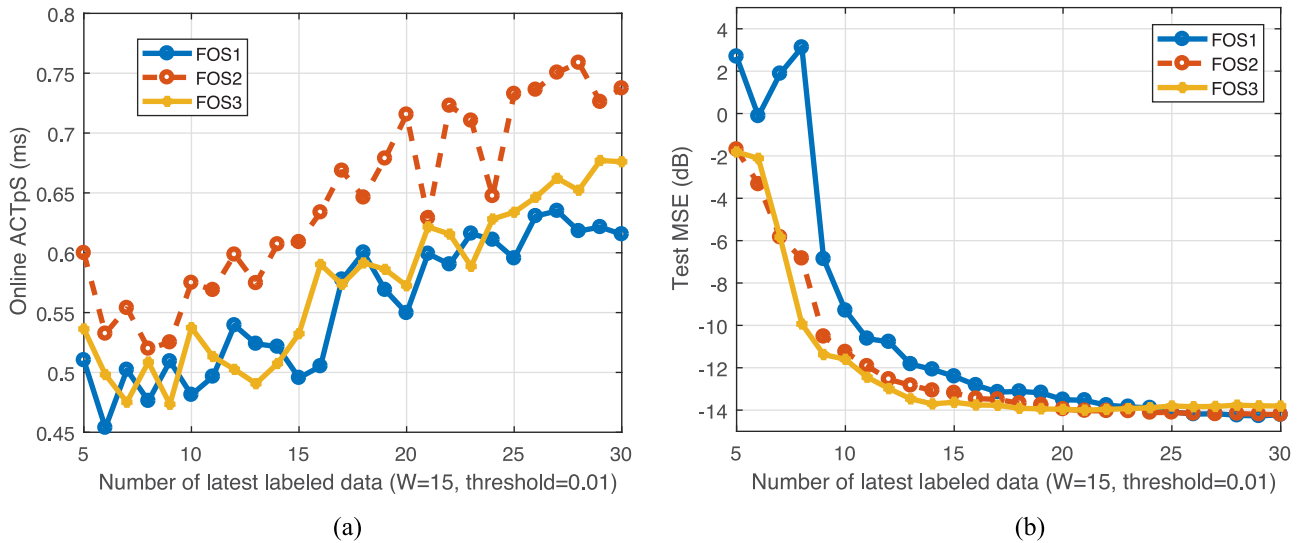 0.8
0.75
0.7
0.65
0.6
0.55
0.5
0.45
Online ACTpS (ms)
FOS1
FOS2
FOS3
5 10 15 20 25 30
Number of latest labeled data (W=15, threshold=0.01)
(a)
4
2
0
-2
-4
-6
-8
-10
-12
-14
Test MSE (dB)
FOS1
FOS2
FOS3
5 10 15 20 25 30
Number of latest labeled data (W=15, threshold=0.01)
(b)